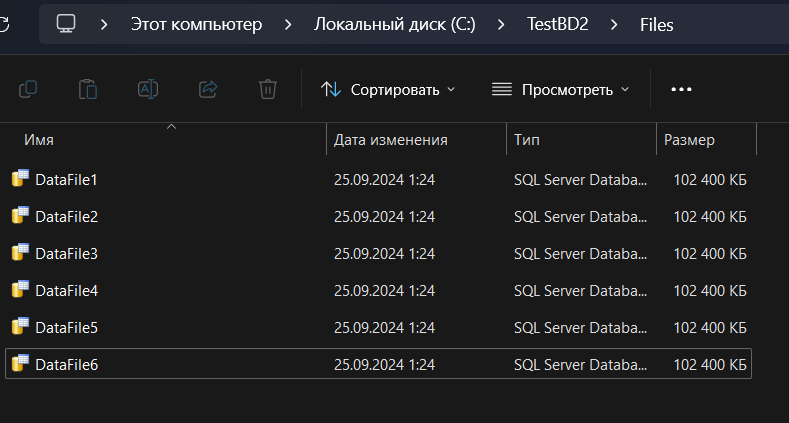 Этот компьютер > Локальный диск (C:) > TestBD2 > Files
Сортировать Просмотреть
Имя Дата изменения Тип Размер
DataFile1 25.09.2024 1:24 SQL Server Databa... 102 400 КБ
DataFile2 25.09.2024 1:24 SQL Server Databa... 102 400 КБ
DataFile3 25.09.2024 1:24 SQL Server Databa... 102 400 КБ
DataFile4 25.09.2024 1:24 SQL Server Databa... 102 400 КБ
DataFile5 25.09.2024 1:24 SQL Server Databa... 102 400 КБ
DataFile6 25.09.2024 1:24 SQL Server Databa... 102 400 КБ